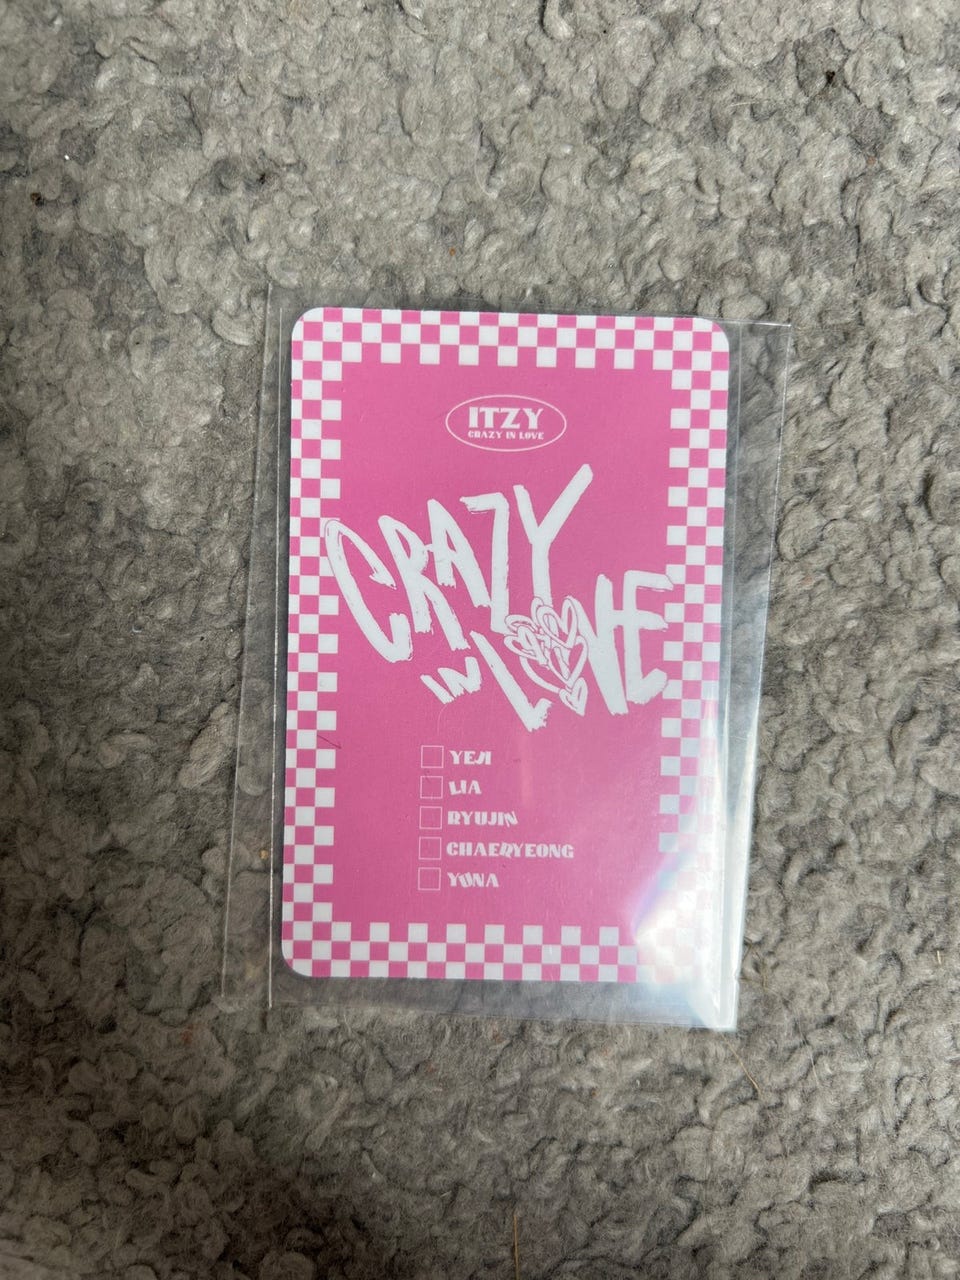 ITZY
CRAZY IN LOVE
CRAZY
IN LOVE
YEJI
LIA
RYUJIN
CHAERYEONG
YUNA